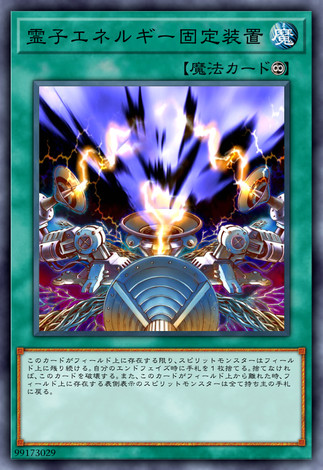 霊子エネルギー固定装置
魔
【魔法カード】
このカードがフィールド上に存在する限り、スピリットモンスターはフィール
ド上に残り続ける。自分のエンドフェイズ時に手札を1枚捨てる。捨てなけれ
ば、このカードを破壊する。また、このカードがフィールド上から離れた時、フ
ィールド上に存在する表側表示のスピリットモンスターは全て持ち主の手札
に戻る。
99173029